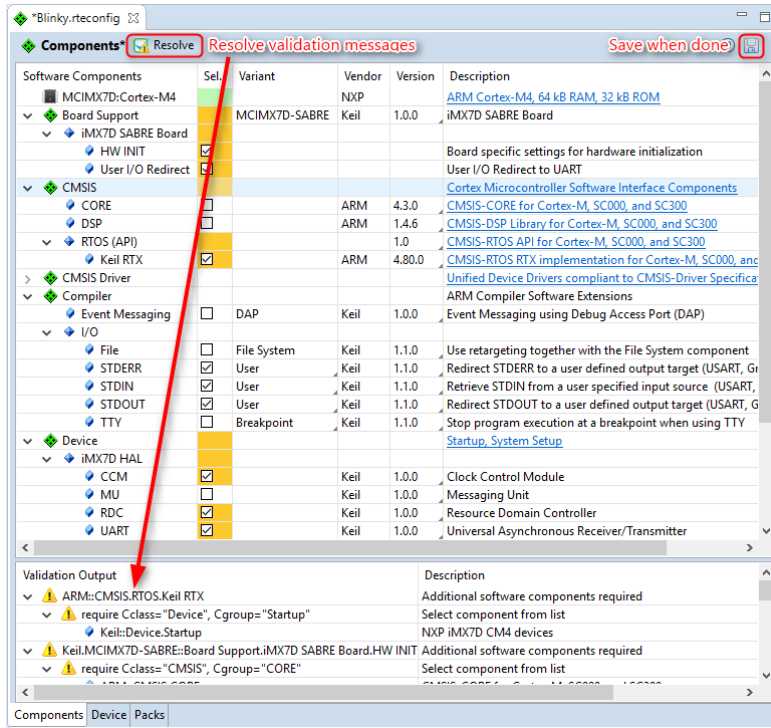 *Blinky.rteconfig
Components* Resolve Resolve validation messages Save when done
Software Components Sel. Variant Vendor Version Description
MCIMX7D:Cortex-M4 NXP ARM Cortex-M4, 64 kB RAM, 32 kB ROM
Board Support MCIMX7D-SABRE Keil 1.0.0 iMX7D SABRE Board
iMX7D SABRE Board
HW INIT Board specific settings for hardware initialization
User I/O Redirect User I/O Redirect to UART
CMSIS Cortex Microcontroller Software Interface Components
CORE ARM 4.3.0 CMSIS-CORE for Cortex-M, SC000, and SC300
DSP ARM 1.4.6 CMSIS-DSP Library for Cortex-M, SC000, and SC300
RTOS (API) 1.0 CMSIS-RTOS API for Cortex-M, SC000, and SC300
Keil RTX ARM 4.80.0 CMSIS-RTOS RTX implementation for Cortex-M, SC000, and
CMSIS Driver Unified Device Drivers compliant to CMSIS-Driver Specifica
Compiler ARM Compiler Software Extensions
Event Messaging DAP Keil 1.0.0 Event Messaging using Debug Access Port (DAP)
I/O
File File System Keil 1.1.0 Use retargeting together with the File System component
STDERR User Keil 1.1.0 Redirect STDERR to a user defined output target (USART, Gr
STDIN User Keil 1.1.0 Retrieve STDIN from a user specified input source (USART,
STDOUT User Keil 1.1.0 Redirect STDOUT to a user defined output target (USART, G
TTY Breakpoint Keil 1.1.0 Stop program execution at a breakpoint when using TTY
Device Startup, System Setup
iMX7D HAL
CCM Keil 1.0.0 Clock Control Module
MU Keil 1.0.0 Messaging Unit
RDC Keil 1.0.0 Resource Domain Controller
UART Keil 1.0.0 Universal Asynchronous Receiver/Transmitter
Validation Output Description
ARM::CMSIS.RTOS.Keil RTX Additional software components required
require Cclass="Device", Cgroup="Startup" Select component from list
Keil::Device.Startup NXP iMX7D CM4 devices
Keil.MCIMX7D-SABRE::Board Support.iMX7D SABRE Board.HW INIT Additional software components required
require Cclass="CMSIS", Cgroup="CORE" Select component from list
Components Device Packs